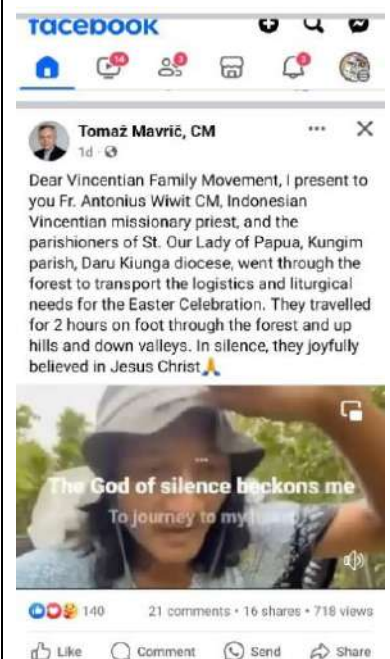 facebook
14
3
3
Tomaž Mavrič, CM
1d
Dear Vincentian Family Movement, I present to
you Fr. Antonius Wiwit CM, Indonesian
Vincentian missionary priest, and the
parishioners of St. Our Lady of Papua, Kungim
parish, Daru Kiunga diocese, went through the
forest to transport the logistics and liturgical
needs for the Easter Celebration. They travelled
for 2 hours on foot through the forest and up
hills and down valleys. In silence, they joyfully
believed in Jesus Christ🙏
The God of silence beckons me
To journey to my
140
21 comments • 16 shares • 718 views
Like
Comment
Send
Share